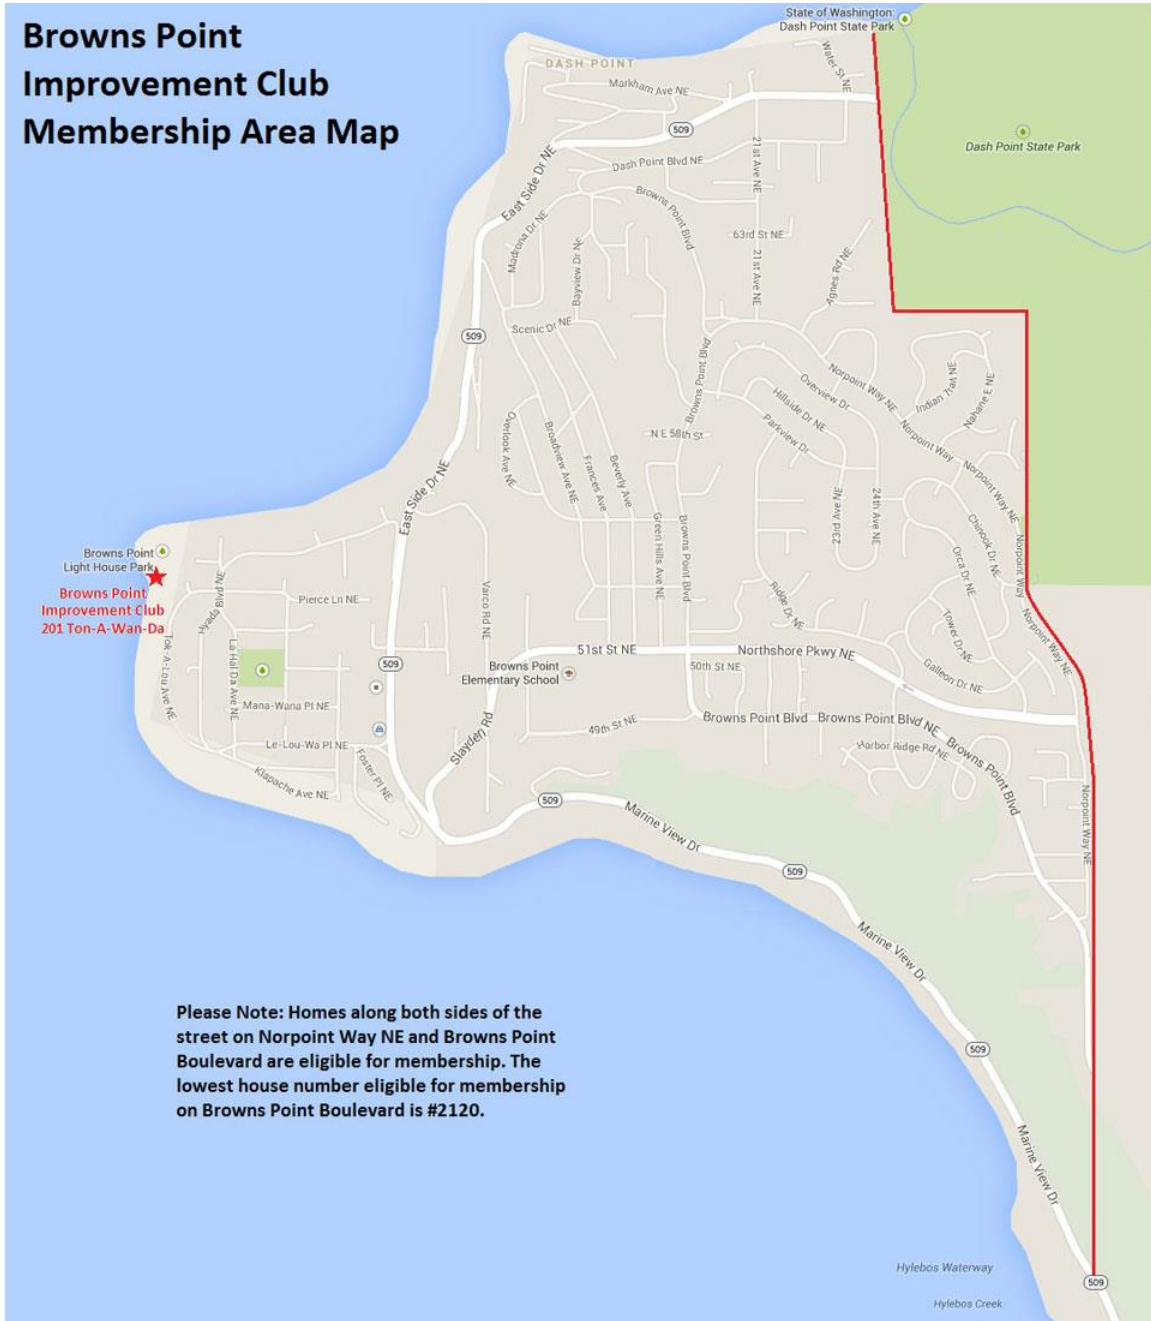 Browns Point
Improvement Club
Membership Area Map
State of Washington:
Dash Point State Park
DASH POINT
Water St NE
Markham Ave NE
509
Dash Point State Park
21st Ave NE
Dash Point Blvd NE
East Side Dr NE
Browns Point Blvd
Madrona Dr NE
63rd St NE
Bayview Dr NE
21st Ave NE
Agnes Rd NE
Scenic Dr NE
509
Browns Point Blvd
Norpoint Way NE
Overview Dr
Indian Trail NE
Nahane E NE
Hillside Dr NE
Parkview Dr
Overlook Ave NE
Broadview Ave NE
Frances Ave
Beverly Ave
N E 58th St
Norpoint Way
Norpoint Way NE
East Side Dr NE
Green Hills Ave NE
Browns Point Blvd
23rd Ave NE
24th Ave NE
Chinook Dr NE
Orca Dr NE
Norpoint Way
Browns Point
Light House Park
Browns Point
Improvement Club
201 Ton-A-Wan-Da
Hyada Blvd NE
Pierce Ln NE
Varco Rd NE
Ridge Dr NE
Tower Dr NE
Norpoint Way NE
Tok-A-Lou Ave NE
La Hal Da Ave NE
509
51st St NE
Northshore Pkwy NE
Browns Point
Elementary School
50th St NE
Galleon Dr NE
Mana-Wana Pl NE
49th St NE
Browns Point Blvd
Browns Point Blvd NE
Browns Point Blvd
Slayden Rd
Le-Lou-Wa Pl NE
Harbor Ridge Rd NE
Foster Pl NE
Klapache Ave NE
509
Marine View Dr
Norpoint Way NE
509
Marine View Dr
Please Note: Homes along both sides of the
street on Norpoint Way NE and Browns Point
Boulevard are eligible for membership. The
lowest house number eligible for membership
on Browns Point Boulevard is #2120.
509
Marine View Dr
Hylebos Waterway
509
Hylebos Creek